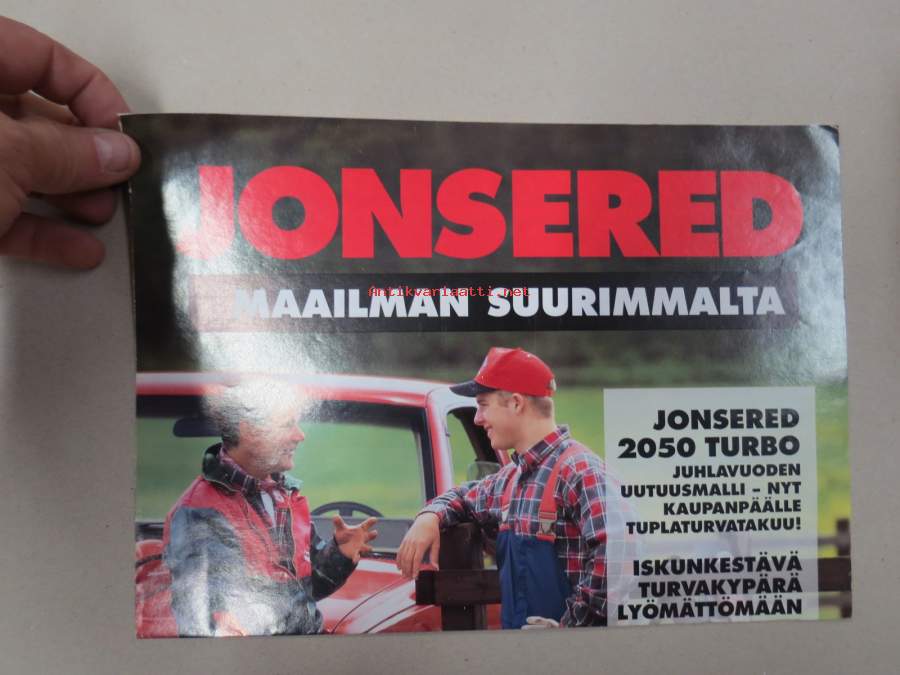 JONSERED
Antikvariaatti.net
MAAILMAN SUURIMMALTA
JONSERED
2050 TURBO
JUHLAVUODEN
UUTUUSMALLI – NYT
KAUPANPÄÄLLE
TUPLATURVATAKUU!
ISKUNKESTÄVÄ
TURVAKYPÄRÄ
LYÖMÄTTÖMÄÄN